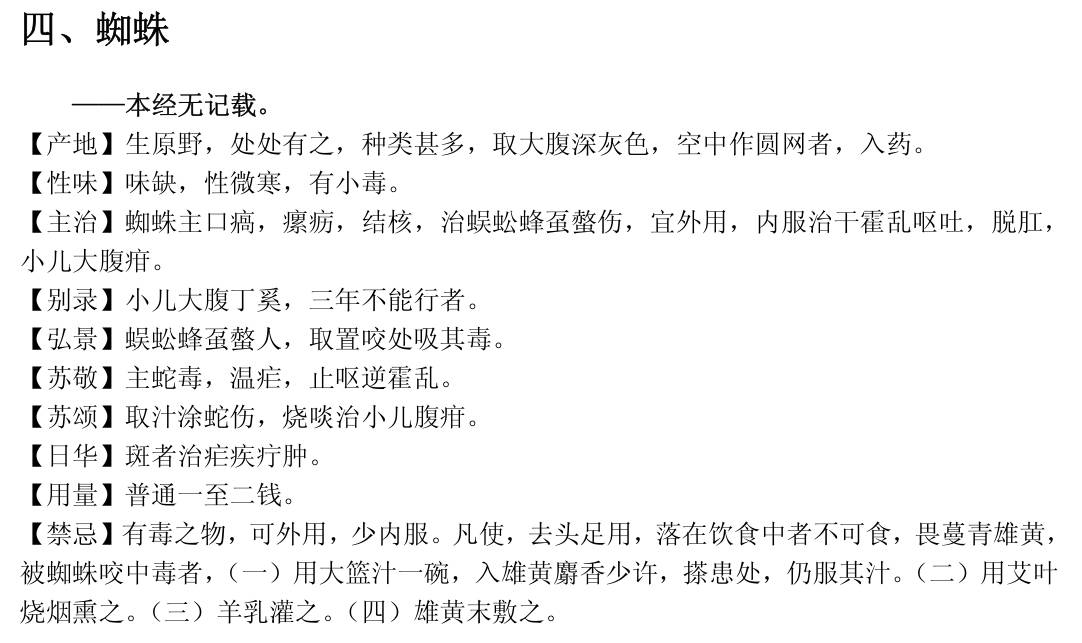 四、蜘蛛
——本经无记载。
【产地】生原野，处处有之，种类甚多，取大腹深灰色，空中作圆网者，入药。
【性味】味缺，性微寒，有小毒。
【主治】蜘蛛主口㖞，瘰疬，结核，治蜈蚣蜂虿螫伤，宜外用，内服治干霍乱呕吐，脱肛，
小儿大腹疳。
【别录】小儿大腹丁奚，三年不能行者。
【弘景】蜈蚣蜂虿螫人，取置咬处吸其毒。
【苏敬】主蛇毒，温疟，止呕逆霍乱。
【苏颂】取汁涂蛇伤，烧啖治小儿腹疳。
【日华】斑者治疟疾疔肿。
【用量】普通一至二钱。
【禁忌】有毒之物，可外用，少内服。凡使，去头足用，落在饮食中者不可食，畏蔓青雄黄，
被蜘蛛咬中毒者，（一）用大篮汁一碗，入雄黄麝香少许，搽患处，仍服其汁。（二）用艾叶
烧烟熏之。（三）羊乳灌之。（四）雄黄末敷之。